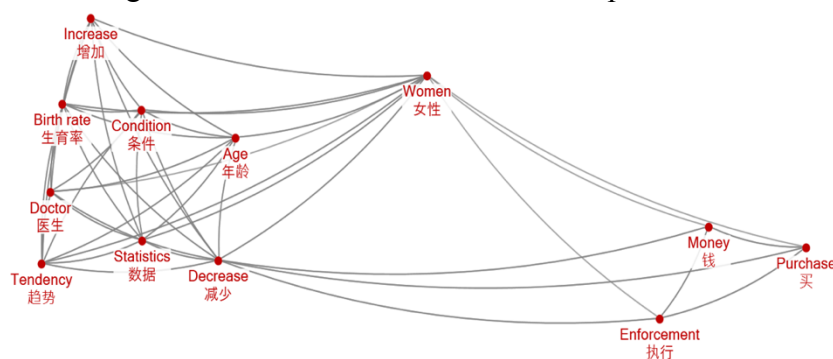 Increase
增加
Women
女性
Birth rate
生育率
Condition
条件
Age
年龄
Doctor
医生
Statistics
数据
Tendency
趋势
Decrease
减少
Money
钱
Purchase
买
Enforcement
执行